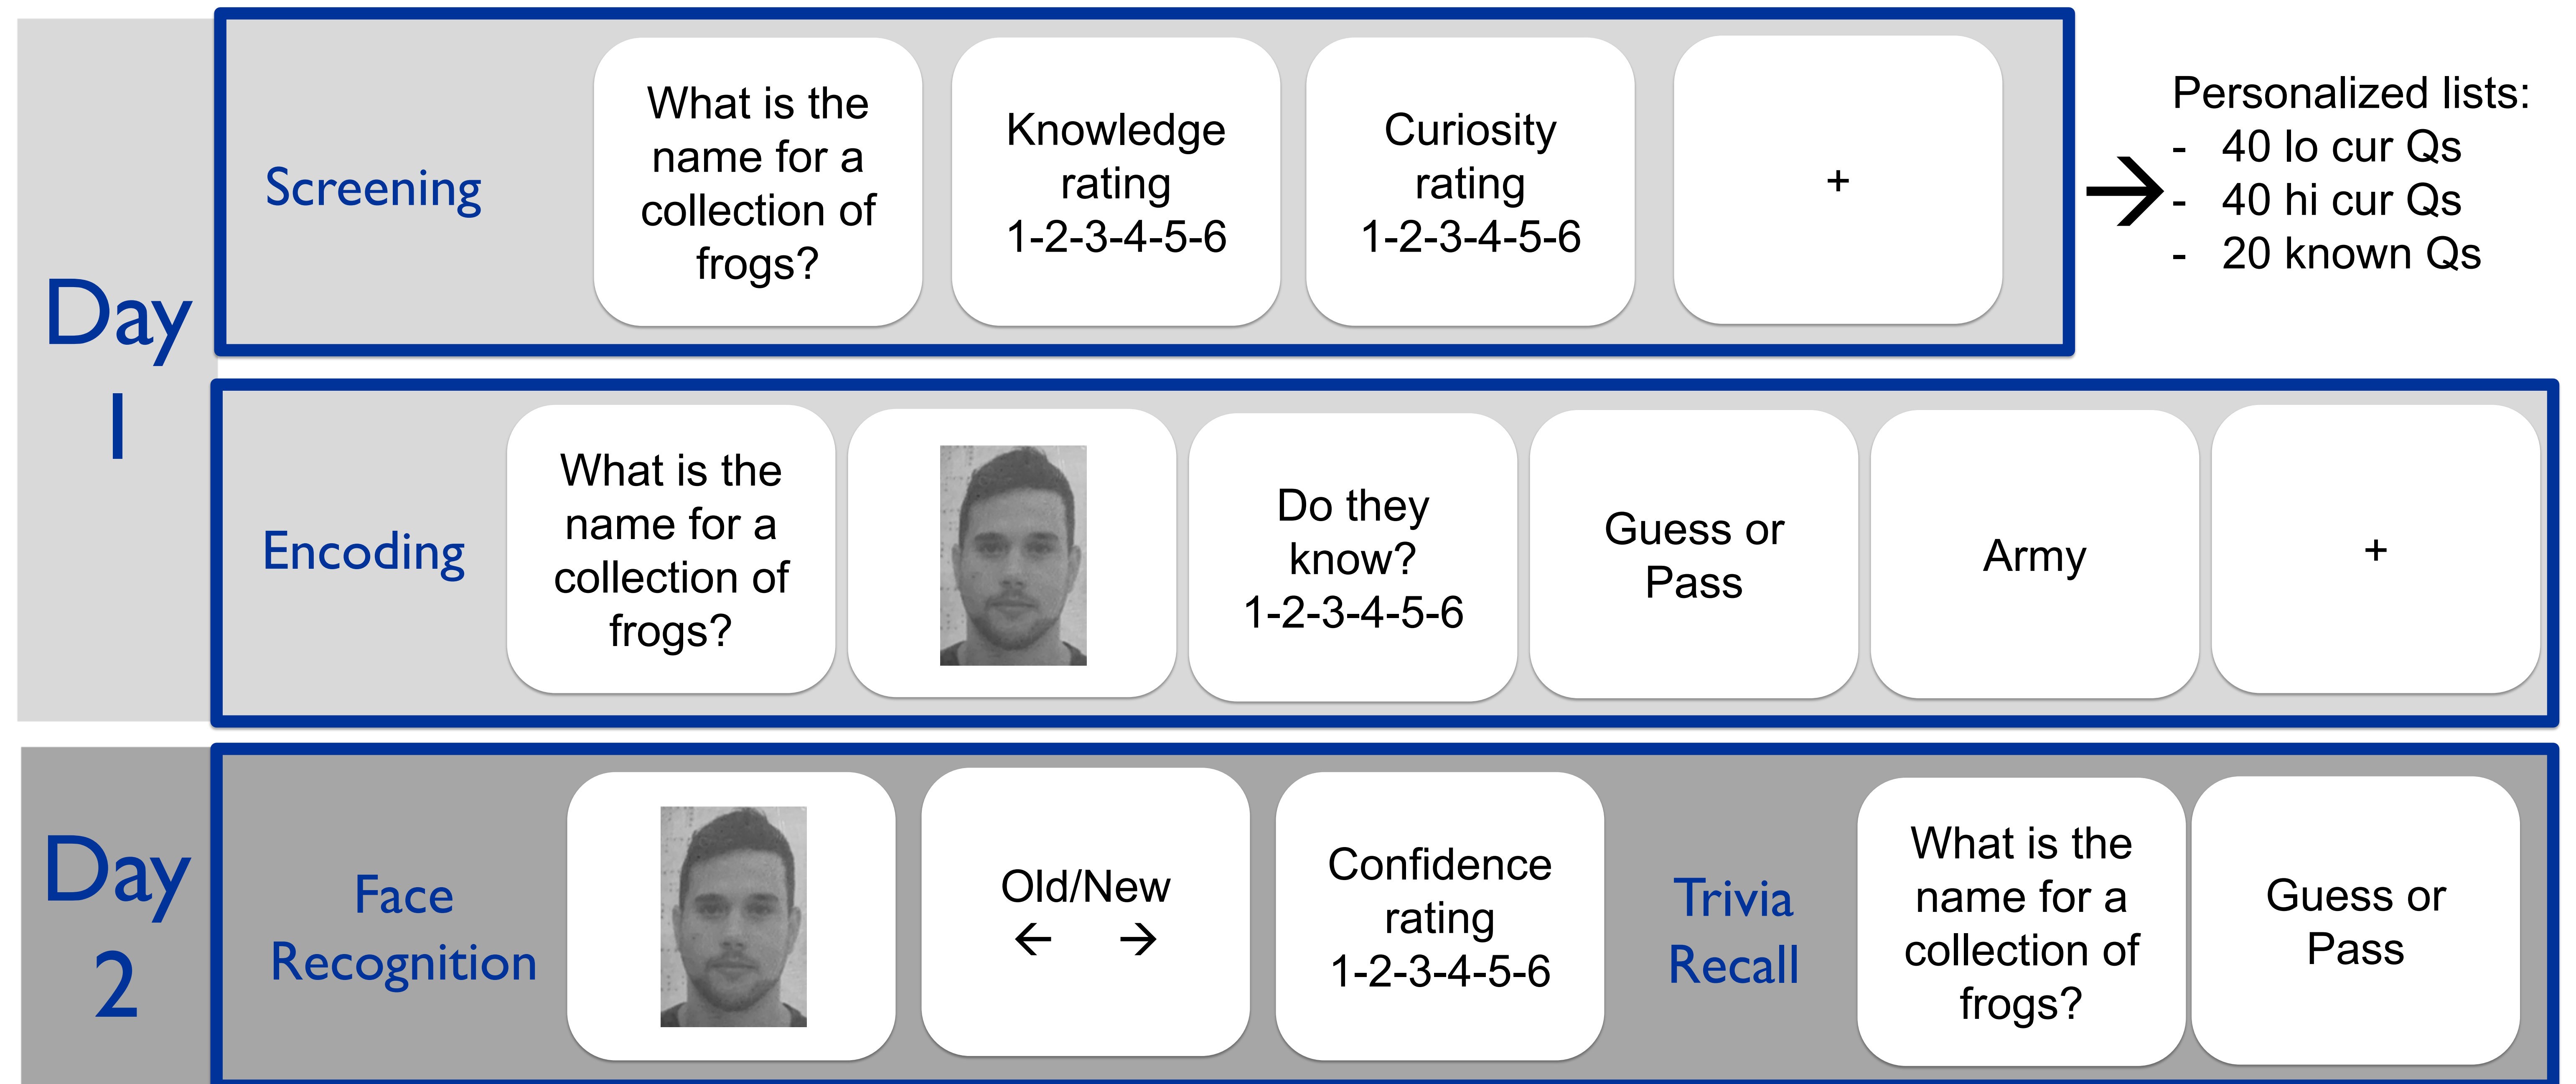 Day
1
Screening
What is the
name for a
collection of
frogs?
Knowledge
rating
1-2-3-4-5-6
Curiosity
rating
1-2-3-4-5-6
+
→
Personalized lists:
- 40 lo cur Qs
- 40 hi cur Qs
- 20 known Qs
Encoding
What is the
name for a
collection of
frogs?
Do they
know?
1-2-3-4-5-6
Guess or
Pass
Army
+
Day
2
Face
Recognition
Old/New
← →
Confidence
rating
1-2-3-4-5-6
Trivia
Recall
What is the
name for a
collection of
frogs?
Guess or
Pass